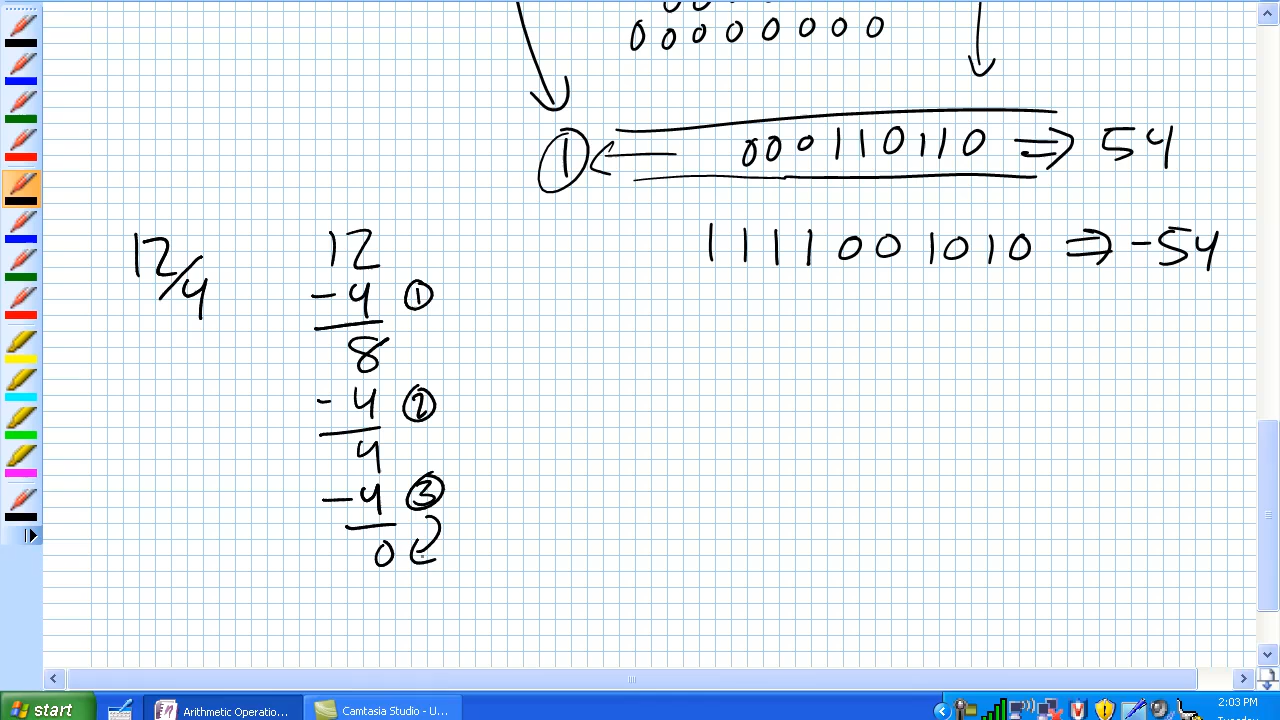 00000000
1 ← 000110110 ⇒ 54
1111001010 ⇒ -54
12/4
12
- 4 ①
8
- 4 ②
4
- 4 ③
0
start
Arithmetic Operatio...
Camtasia Studio - U...
2:03 PM
Tuesday